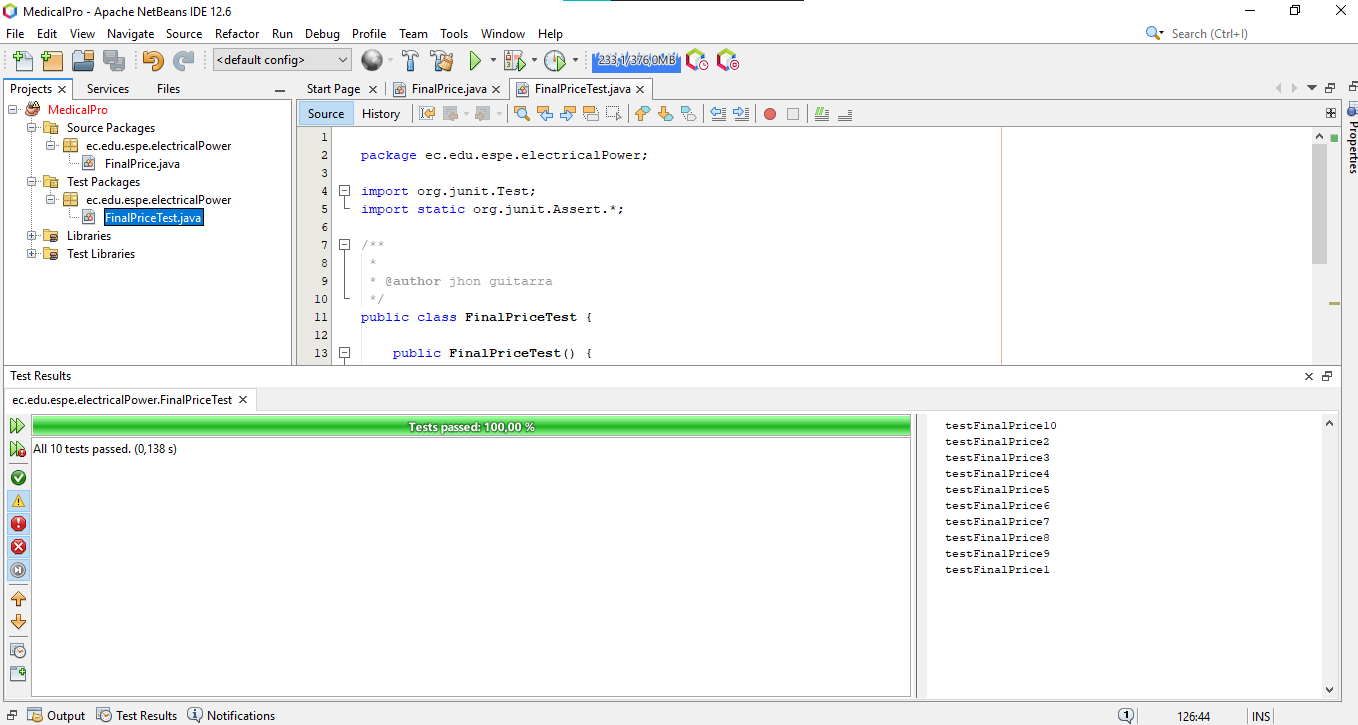 MedicalPro - Apache NetBeans IDE 12.6
File Edit View Navigate Source Refactor Run Debug Profile Team Tools Window Help
Search (Ctrl+I)
<default config>
233,1/376,0MB
Projects Services Files
Start Page FinalPrice.java FinalPriceTest.java
MedicalPro
Source Packages
ec.edu.espe.electricalPower
FinalPrice.java
Test Packages
ec.edu.espe.electricalPower
FinalPriceTest.java
Libraries
Test Libraries
Source History
1
2 package ec.edu.espe.electricalPower;
3
4 import org.junit.Test;
5 import static org.junit.Assert.*;
6
7 /**
8 *
9 * @author jhon guitarra
10 */
11 public class FinalPriceTest {
12
13 public FinalPriceTest() {
Properties
Test Results
ec.edu.espe.electricalPower.FinalPriceTest
Tests passed: 100,00 %
All 10 tests passed. (0,138 s)
testFinalPrice10
testFinalPrice2
testFinalPrice3
testFinalPrice4
testFinalPrice5
testFinalPrice6
testFinalPrice7
testFinalPrice8
testFinalPrice9
testFinalPrice1
Output Test Results Notifications
1 126:44 INS